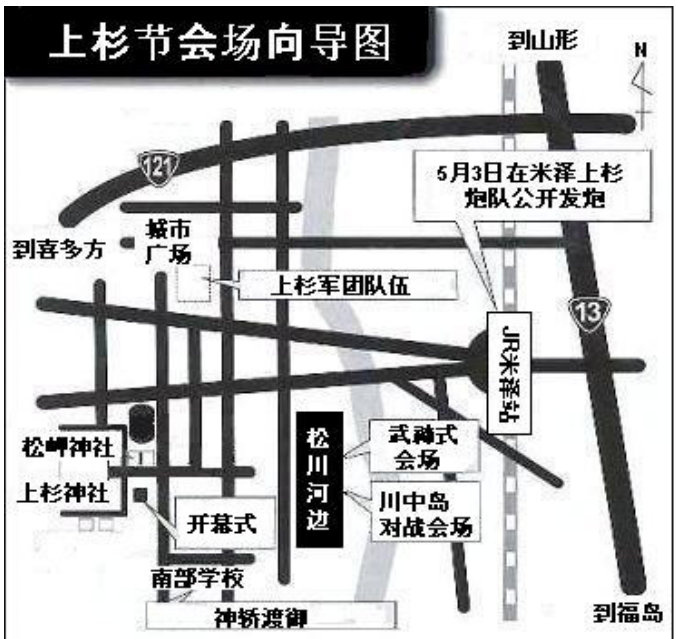 上杉节会场向导图
到山形
N
121
5月3日在米泽上杉
炮队公开发炮
城市
广场
到喜多方
上杉军团队伍
13
JR米泽站
松岬神社
上杉神社
松川河边
武神式
会场
川中岛
对战会场
开幕式
南部学校
神轿渡御
到福岛